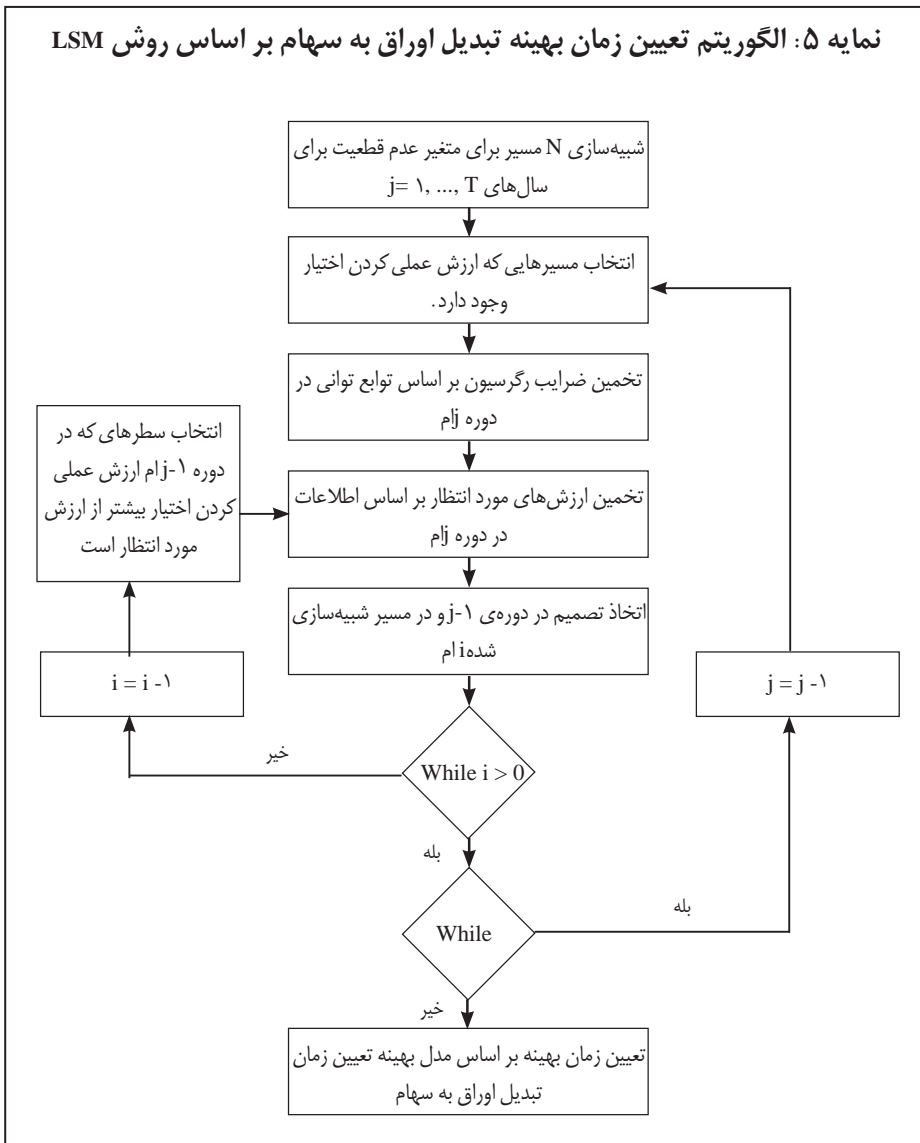 نمایه ۵: الگوریتم تعیین زمان بهینه تبدیل اوراق به سهام بر اساس روش LSM
شبیه‌سازی N مسیر برای متغیر عدم قطعیت برای
سال‌های j= ۱, ..., T
انتخاب مسیرهایی که ارزش عملی کردن اختیار
وجود دارد.
تخمین ضرایب رگرسیون بر اساس توابع توانی در
دوره jام
انتخاب سطرهای که در
دوره j-۱ام ارزش عملی
کردن اختیار بیشتر از ارزش
مورد انتظار است
تخمین ارزش‌های مورد انتظار بر اساس اطلاعات
در دوره jام
اتخاذ تصمیم در دوره‌ی j-۱ و در مسیر شبیه‌سازی
شدهi ام
i = i -۱
j = j -۱
خیر
While i > 0
بله
بله
While
خیر
تعیین زمان بهینه بر اساس مدل بهینه تعیین زمان
تبدیل اوراق به سهام